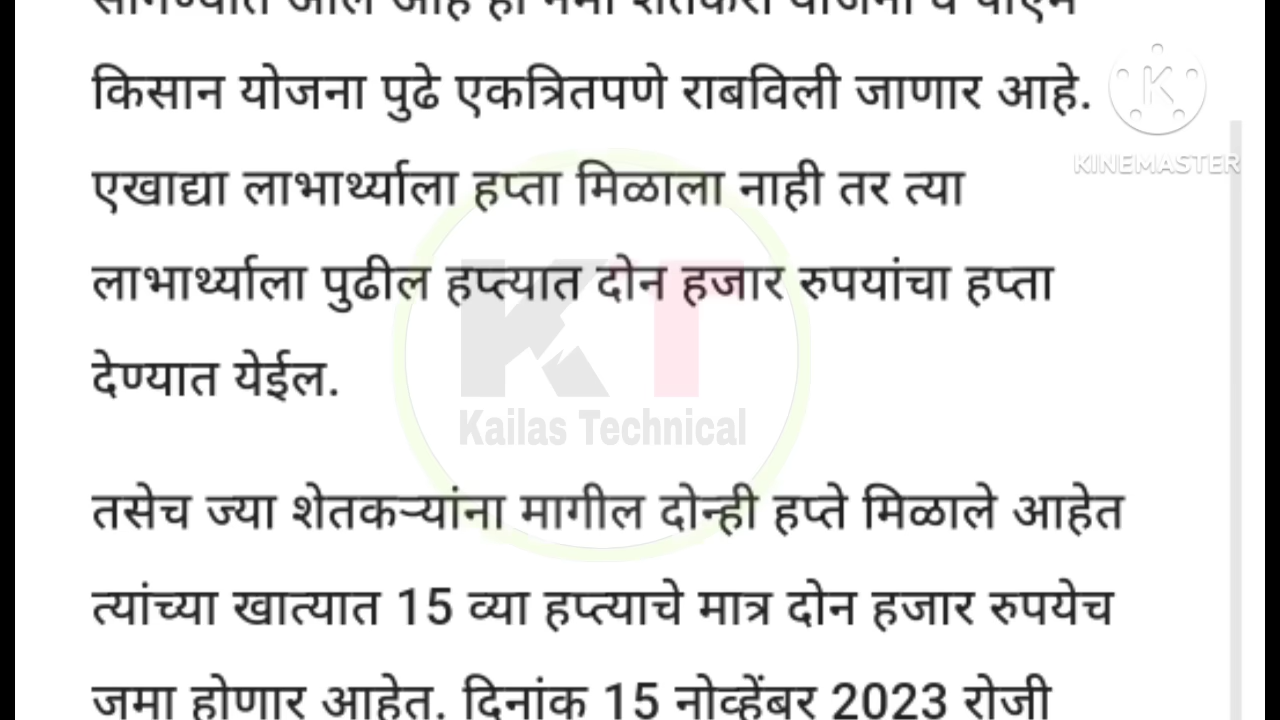 किसान योजना पुढे एकत्रितपणे राबविली जाणार आहे.
KINEMASTER
एखाद्या लाभार्थ्याला हप्ता मिळाला नाही तर त्या
लाभार्थ्याला पुढील हप्त्यात दोन हजार रुपयांचा हप्ता
देण्यात येईल.
KT
Kailas Technical
तसेच ज्या शेतकऱ्यांना मागील दोन्ही हप्ते मिळाले आहेत
त्यांच्या खात्यात 15 व्या हप्त्याचे मात्र दोन हजार रुपयेच
जमा होणार आहेत. दिनांक 15 नोव्हेंबर 2023 रोजी